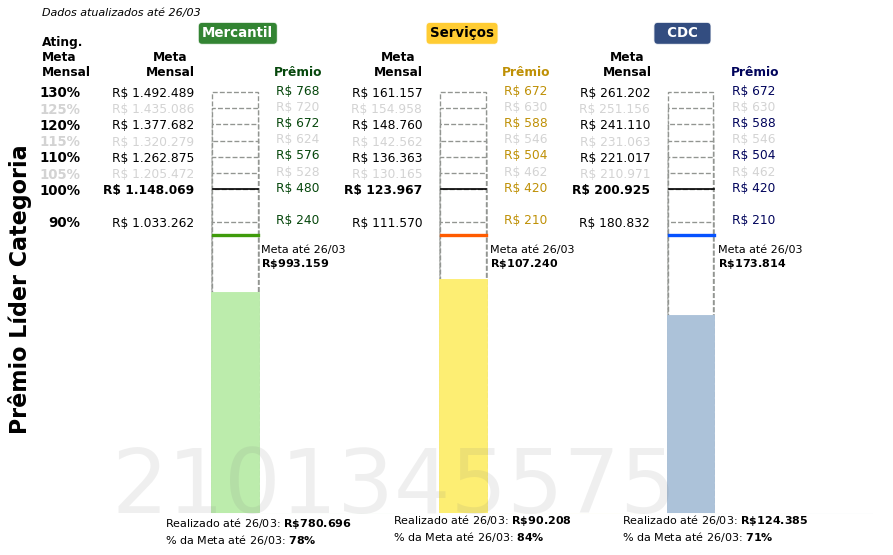 Dados atualizados até 26/03
Mercantil Serviços CDC
Ating. Meta Mensal Meta Mensal Prêmio Meta Mensal Prêmio Meta Mensal Prêmio
130% R$ 1.492.489 R$ 768 R$ 161.157 R$ 672 R$ 261.202 R$ 672
125% R$ 1.435.086 R$ 720 R$ 154.958 R$ 630 R$ 251.156 R$ 630
120% R$ 1.377.682 R$ 672 R$ 148.760 R$ 588 R$ 241.110 R$ 588
115% R$ 1.320.279 R$ 624 R$ 142.562 R$ 546 R$ 231.063 R$ 546
110% R$ 1.262.875 R$ 576 R$ 136.363 R$ 504 R$ 221.017 R$ 504
105% R$ 1.205.472 R$ 528 R$ 130.165 R$ 462 R$ 210.971 R$ 462
100% R$ 1.148.069 R$ 480 R$ 123.967 R$ 420 R$ 200.925 R$ 420
90% R$ 1.033.262 R$ 240 R$ 111.570 R$ 210 R$ 180.832 R$ 210
Meta até 26/03 Meta até 26/03 Meta até 26/03
R$993.159 R$107.240 R$173.814
Prêmio Líder Categoria
2101345575
Realizado até 26/03: R$780.696 Realizado até 26/03: R$90.208 Realizado até 26/03: R$124.385
% da Meta até 26/03: 78% % da Meta até 26/03: 84% % da Meta até 26/03: 71%